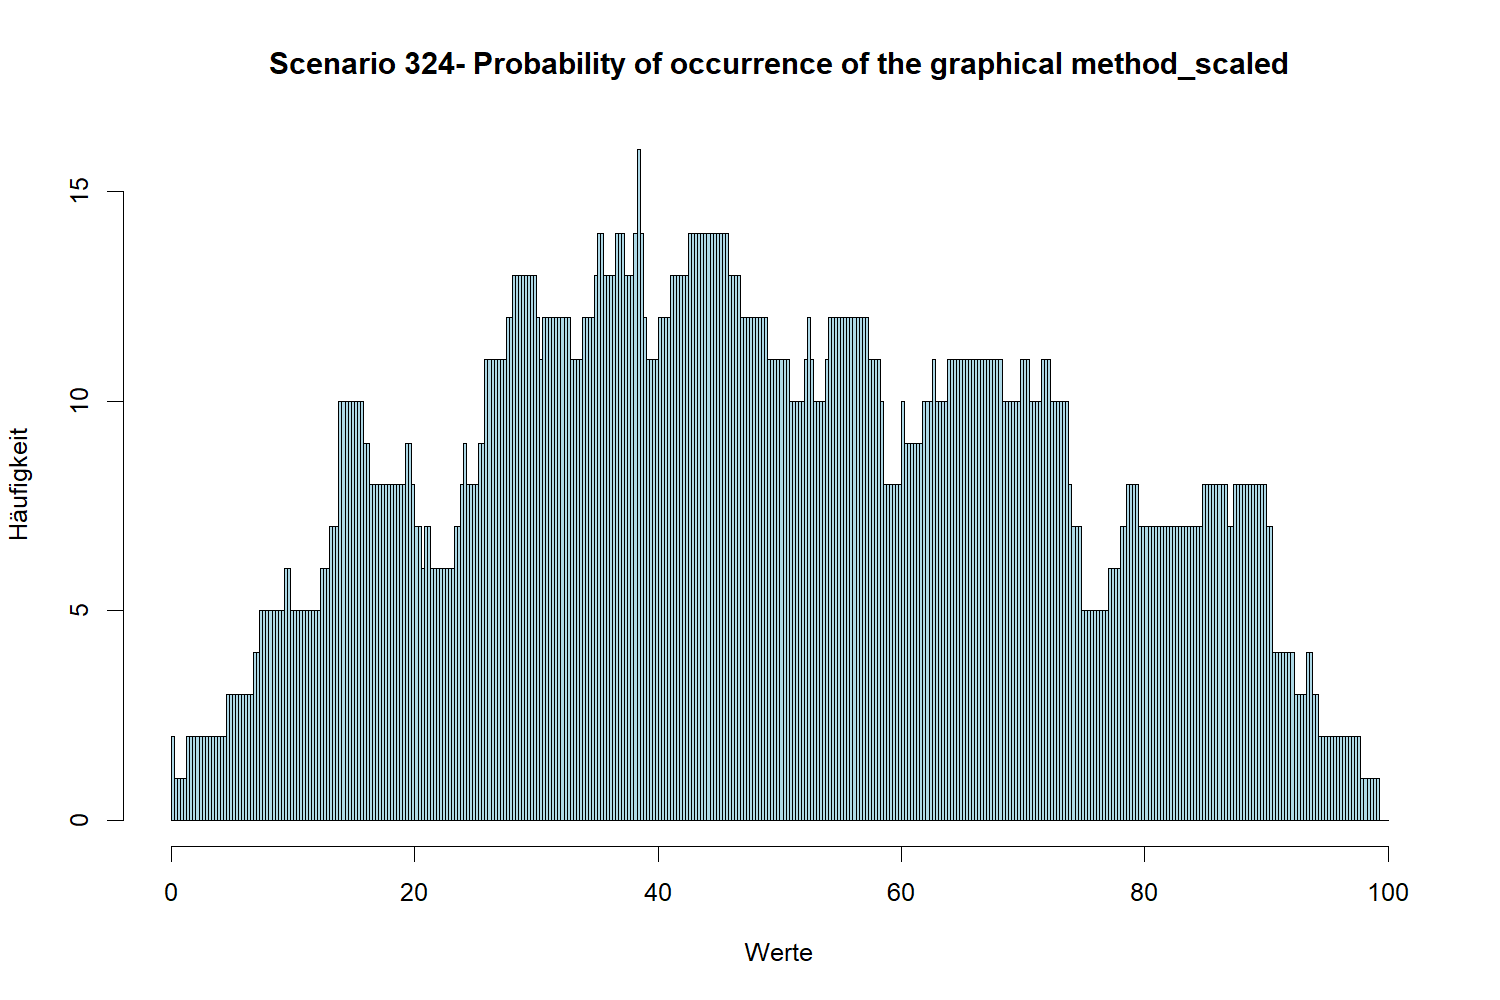 Scenario 324- Probability of occurrence of the graphical method_scaled
Häufigkeit
15
10
5
0
0 20 40 60 80 100
Werte